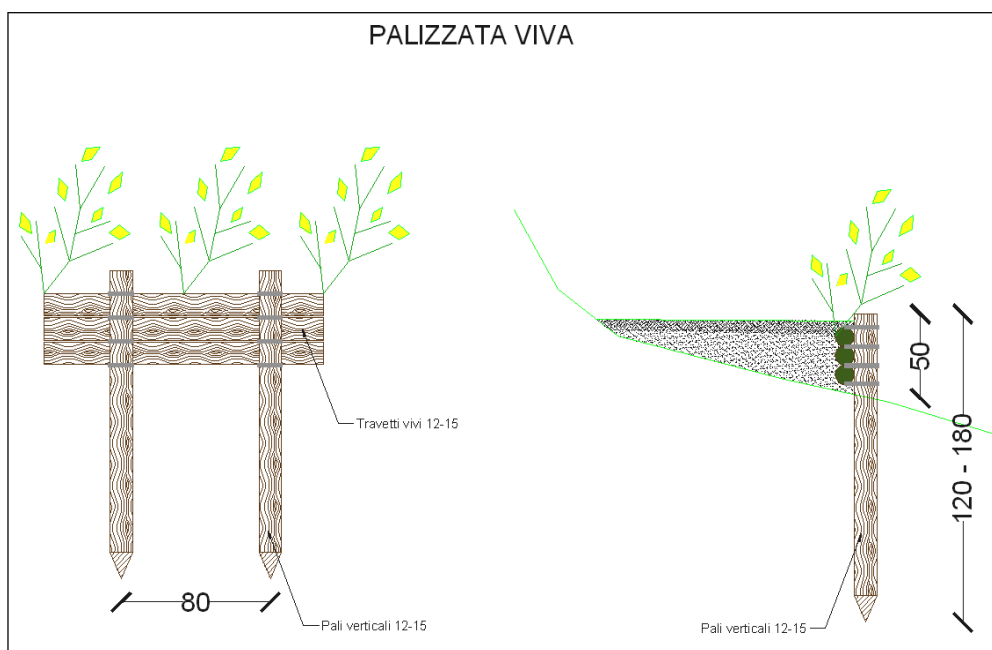 PALIZZATA VIVA
Travetti vivi 12-15
80
Pali verticali 12-15
50
120 - 180
Pali verticali 12-15